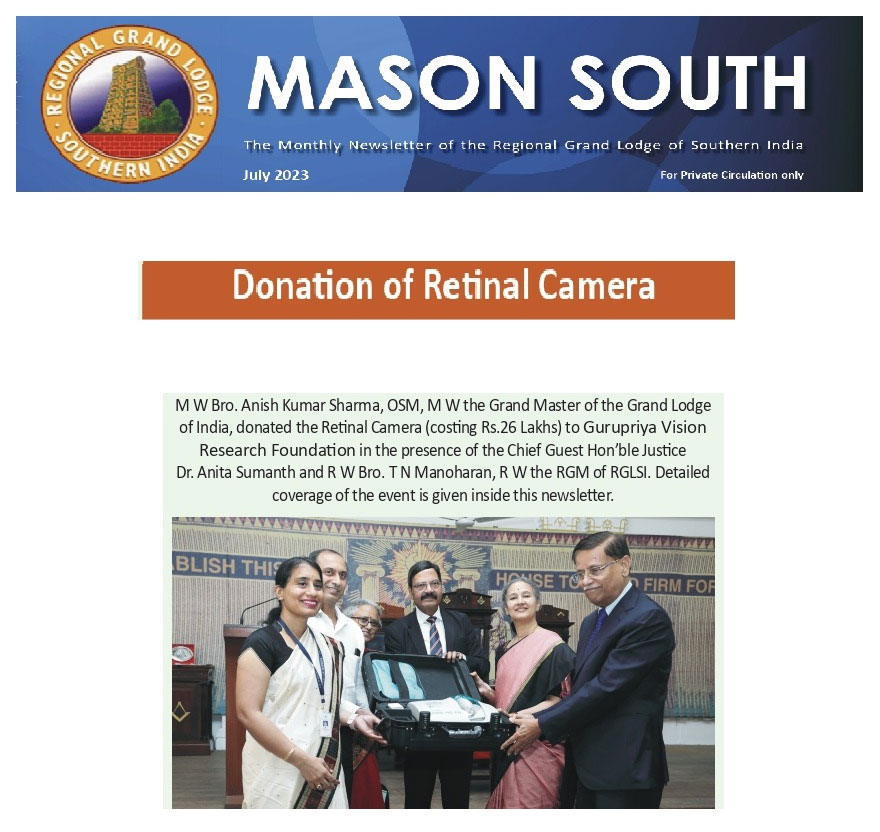 REGIONAL GRAND LODGE
SOUTHERN INDIA
MASON SOUTH
The Monthly Newsletter of the Regional Grand Lodge of Southern India
July 2023
For Private Circulation only
Donation of Retinal Camera
M W Bro. Anish Kumar Sharma, OSM, M W the Grand Master of the Grand Lodge
of India, donated the Retinal Camera (costing Rs.26 Lakhs) to Gurupriya Vision
Research Foundation in the presence of the Chief Guest Hon’ble Justice
Dr. Anita Sumanth and R W Bro. T N Manoharan, R W the RGM of RGLSI. Detailed
coverage of the event is given inside this newsletter.
ABLISH THIS
HOUSE TO
D FIRM FOR